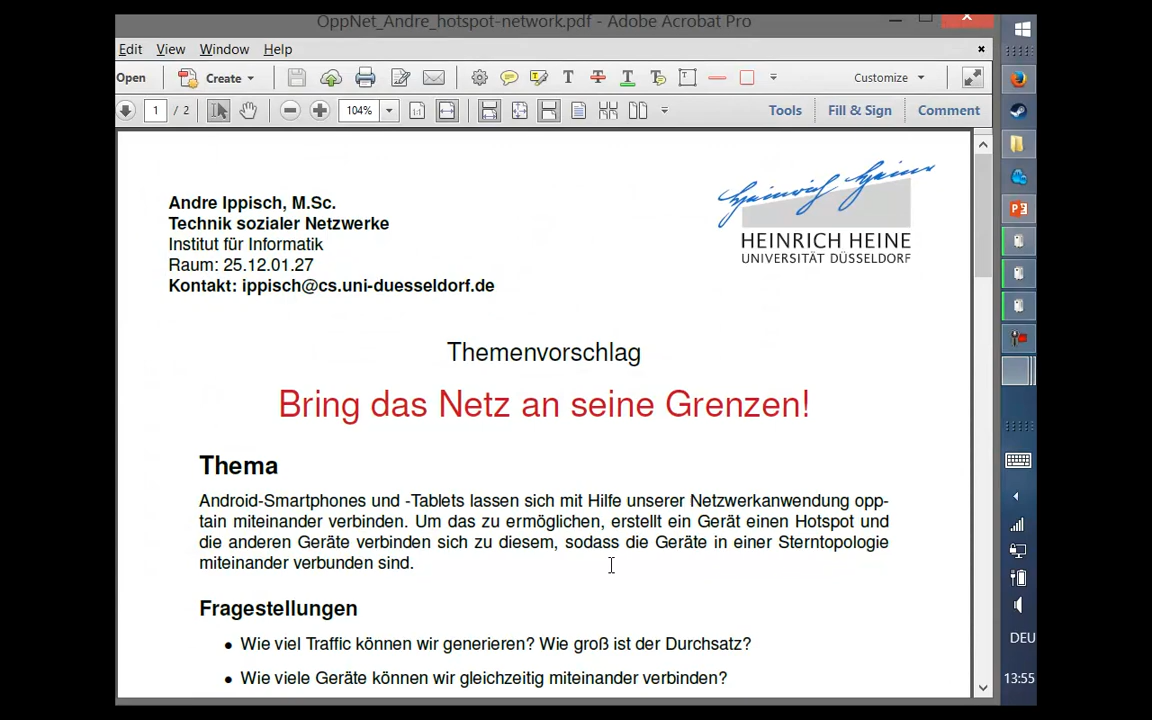 OppNet_Andre_hotspot-network.pdf - Adobe Acrobat Pro
Edit View Window Help
Open Create Customize
1 / 2 104% Tools Fill & Sign Comment
Andre Ippisch, M.Sc.
Technik sozialer Netzwerke
Institut für Informatik
Raum: 25.12.01.27
Kontakt: ippisch@cs.uni-duesseldorf.de
Heinrich Heine
HEINRICH HEINE
UNIVERSITÄT DÜSSELDORF
Themenvorschlag
Bring das Netz an seine Grenzen!
Thema
Android-Smartphones und -Tablets lassen sich mit Hilfe unserer Netzwerkanwendung opp-
tain miteinander verbinden. Um das zu ermöglichen, erstellt ein Gerät einen Hotspot und
die anderen Geräte verbinden sich zu diesem, sodass die Geräte in einer Sterntopologie
miteinander verbunden sind.
Fragestellungen
• Wie viel Traffic können wir generieren? Wie groß ist der Durchsatz?
• Wie viele Geräte können wir gleichzeitig miteinander verbinden?
DEU
13:55